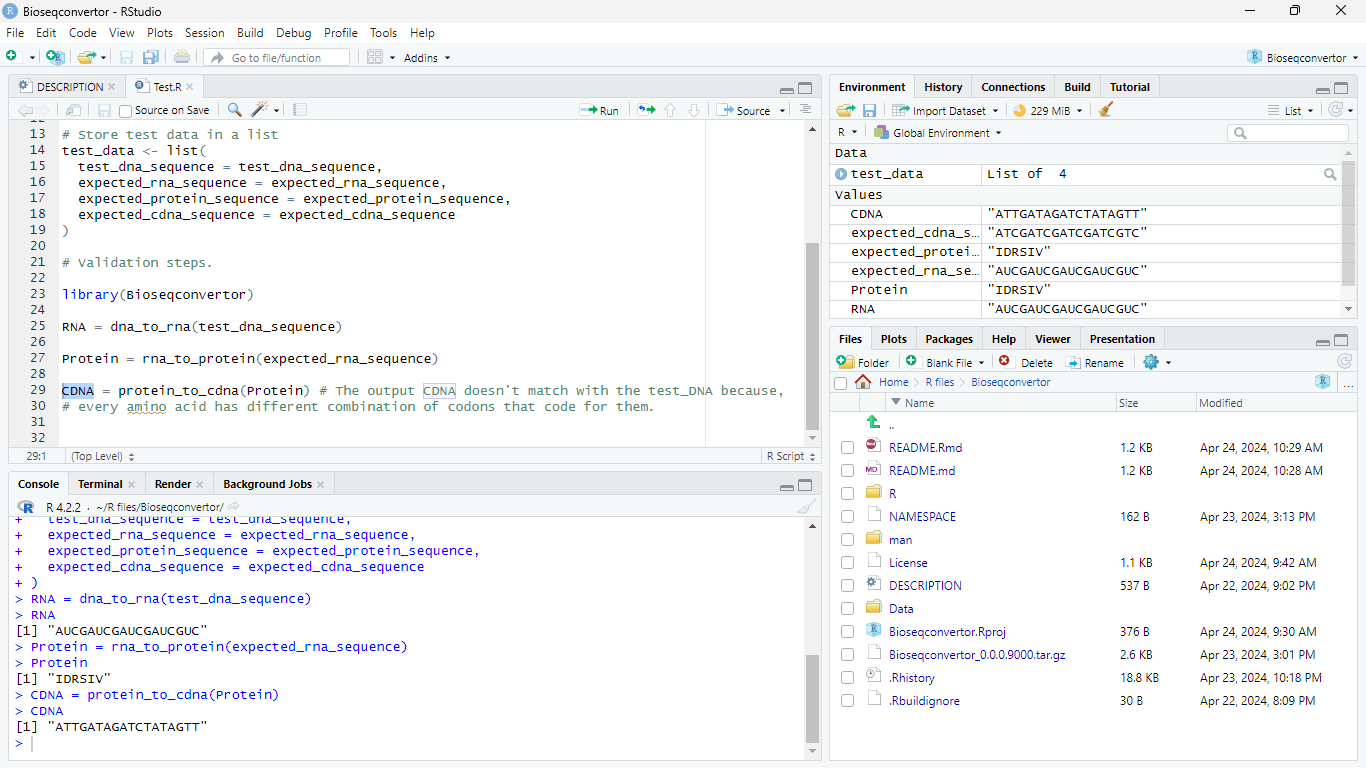 Bioseqconvertor - RStudio
File Edit Code View Plots Session Build Debug Profile Tools Help
Go to file/function Addins Bioseqconvertor
DESCRIPTION Test.R
Source on Save Run Source
13 # Store test data in a list
14 test_data <- list(
15 test_dna_sequence = test_dna_sequence,
16 expected_rna_sequence = expected_rna_sequence,
17 expected_protein_sequence = expected_protein_sequence,
18 expected_cdna_sequence = expected_cdna_sequence
19 )
20
21 # Validation steps.
22
23 library(Bioseqconvertor)
24
25 RNA = dna_to_rna(test_dna_sequence)
26
27 Protein = rna_to_protein(expected_rna_sequence)
28
29 CDNA = protein_to_cdna(Protein) # The output CDNA doesn't match with the test_DNA because,
30 # every amino acid has different combination of codons that code for them.
31
32
29:1 (Top Level) R Script
Console Terminal Render Background Jobs
R 4.2.2 · ~/R files/Bioseqconvertor/
+ test_dna_sequence = test_dna_sequence,
+ expected_rna_sequence = expected_rna_sequence,
+ expected_protein_sequence = expected_protein_sequence,
+ expected_cdna_sequence = expected_cdna_sequence
+ )
> RNA = dna_to_rna(test_dna_sequence)
> RNA
[1] "AUCGAUCGAUCGAUCGUC"
> Protein = rna_to_protein(expected_rna_sequence)
> Protein
[1] "IDRSIV"
> CDNA = protein_to_cdna(Protein)
> CDNA
[1] "ATTGATAGATCTATAGTT"
>
Environment History Connections Build Tutorial
Import Dataset 229 MiB List
R Global Environment
Data
test_data List of 4
Values
CDNA "ATTGATAGATCTATAGTT"
expected_cdna_s… "ATCGATCGATCGATCGTC"
expected_protei… "IDRSIV"
expected_rna_se… "AUCGAUCGAUCGAUCGUC"
Protein "IDRSIV"
RNA "AUCGAUCGAUCGAUCGUC"
Files Plots Packages Help Viewer Presentation
Folder Blank File Delete Rename
Home R files Bioseqconvertor ...
Name Size Modified
..
README.Rmd 1.2 KB Apr 24, 2024, 10:29 AM
README.md 1.2 KB Apr 24, 2024, 10:28 AM
R
NAMESPACE 162 B Apr 23, 2024, 3:13 PM
man
License 1.1 KB Apr 24, 2024, 9:42 AM
DESCRIPTION 537 B Apr 22, 2024, 9:02 PM
Data
Bioseqconvertor.Rproj 376 B Apr 24, 2024, 9:30 AM
Bioseqconvertor_0.0.0.9000.tar.gz 2.6 KB Apr 23, 2024, 3:01 PM
.Rhistory 18.8 KB Apr 23, 2024, 10:18 PM
.Rbuildignore 30 B Apr 22, 2024, 8:09 PM